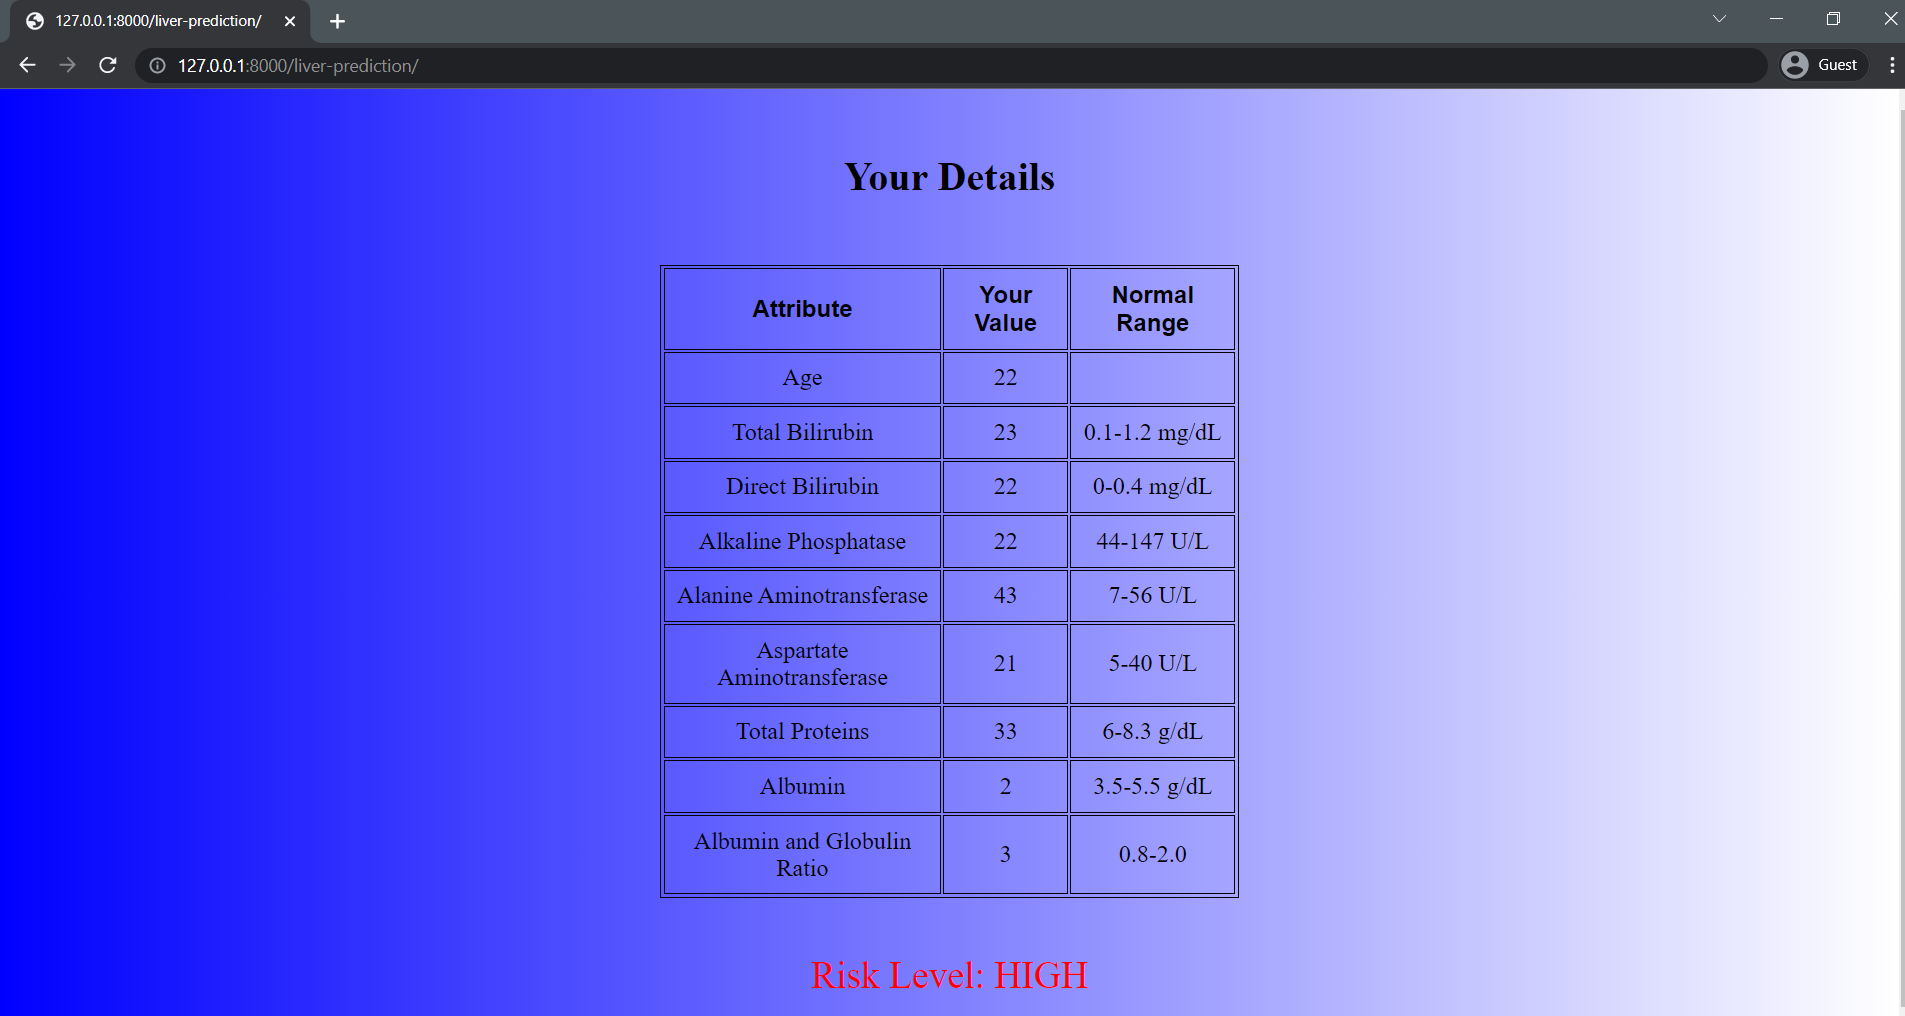 127.0.0.1:8000/liver-prediction/
127.0.0.1:8000/liver-prediction/
Guest
Your Details
Attribute Your Value Normal Range
Age 22
Total Bilirubin 23 0.1-1.2 mg/dL
Direct Bilirubin 22 0-0.4 mg/dL
Alkaline Phosphatase 22 44-147 U/L
Alanine Aminotransferase 43 7-56 U/L
Aspartate Aminotransferase 21 5-40 U/L
Total Proteins 33 6-8.3 g/dL
Albumin 2 3.5-5.5 g/dL
Albumin and Globulin Ratio 3 0.8-2.0
Risk Level: HIGH